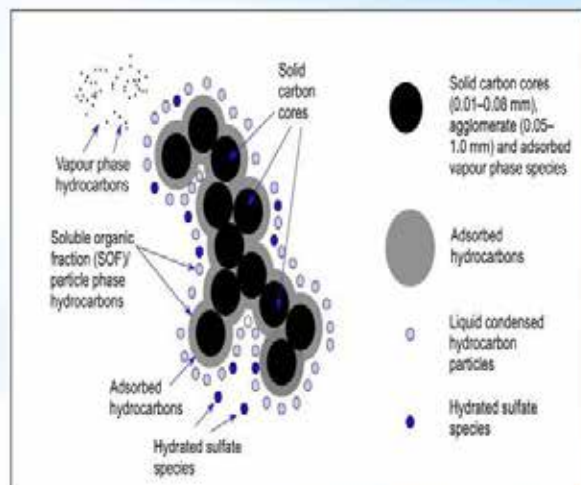 Solid
carbon
cores
Vapour phase
hydrocarbons
Soluble organic
fraction (SOF)/
particle phase
hydrocarbons
Adsorbed
hydrocarbons
Hydrated sulfate
species
Solid carbon cores
(0.01–0.08 mm),
agglomerate (0.05–
1.0 mm) and adsorbed
vapour phase species
Adsorbed
hydrocarbons
Liquid condensed
hydrocarbon
particles
Hydrated sulfate
species